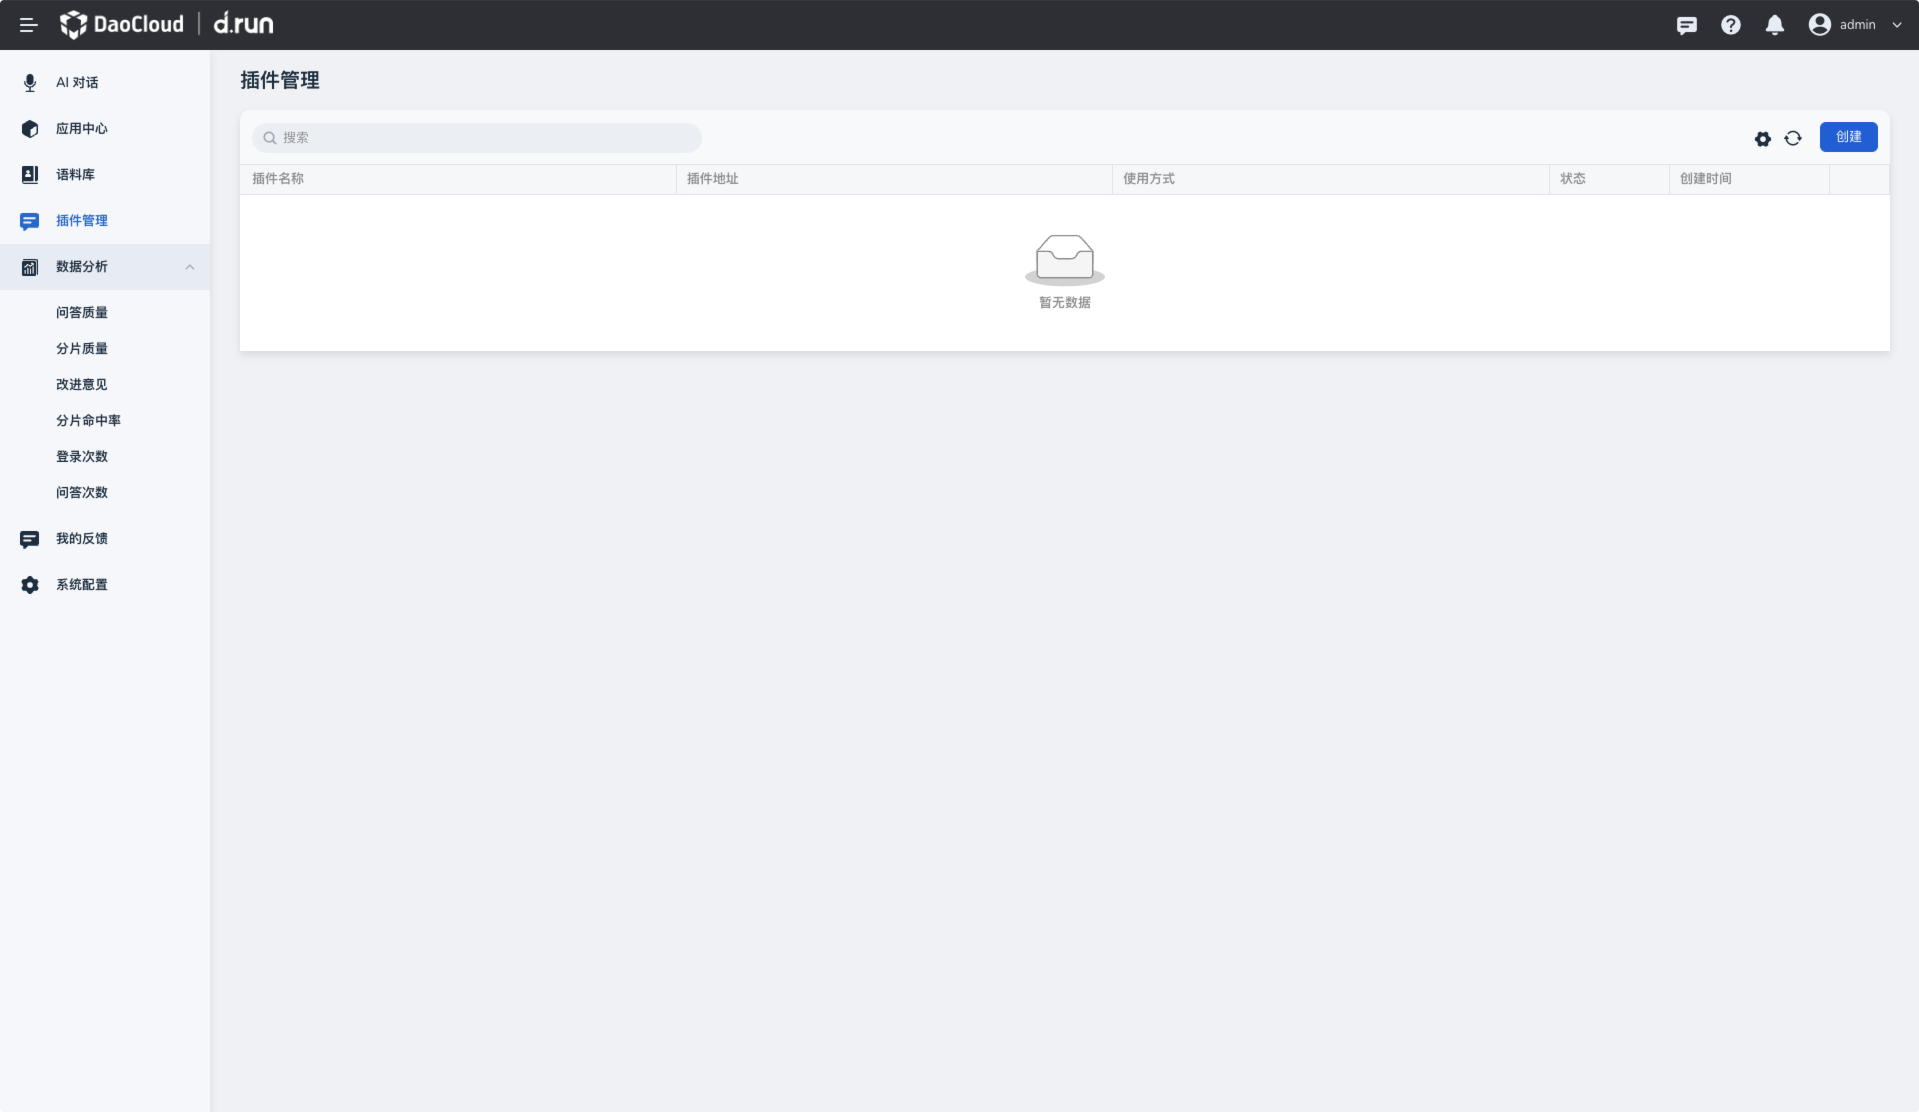 DaoCloud | d.run
admin
AI 对话
应用中心
语料库
插件管理
数据分析
问答质量
分片质量
改进意见
分片命中率
登录次数
问答次数
我的反馈
系统配置
插件管理
搜索
创建
插件名称 插件地址 使用方式 状态 创建时间
暂无数据